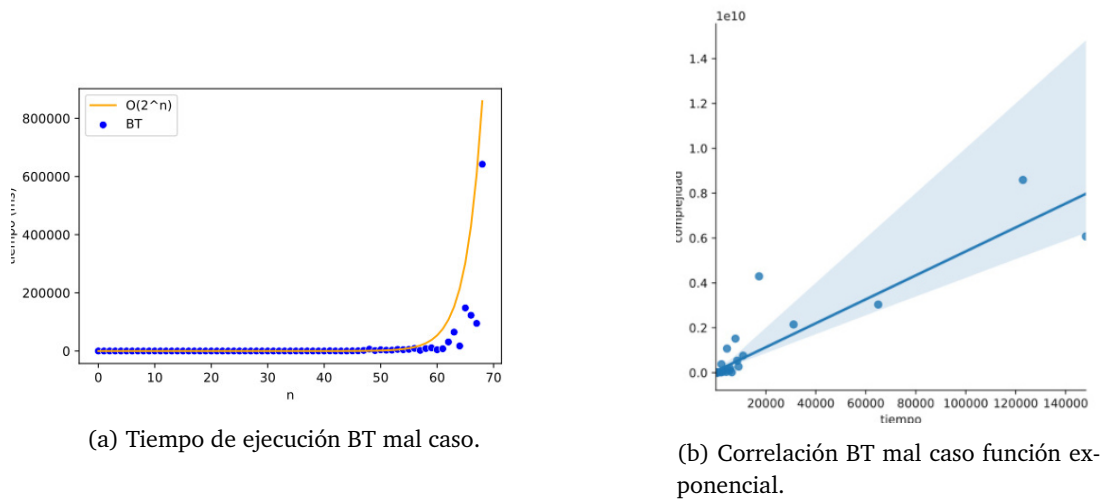 1e10
O(2^n)
BT
800000
600000
400000
200000
0
0 10 20 30 40 50 60 70
n
(a) Tiempo de ejecución BT mal caso.
1.4
1.2
1.0
0.8
0.6
0.4
0.2
0.0
20000 40000 60000 80000 100000 120000 140000
tiempo
complejidad
(b) Correlación BT mal caso función ex-
ponencial.